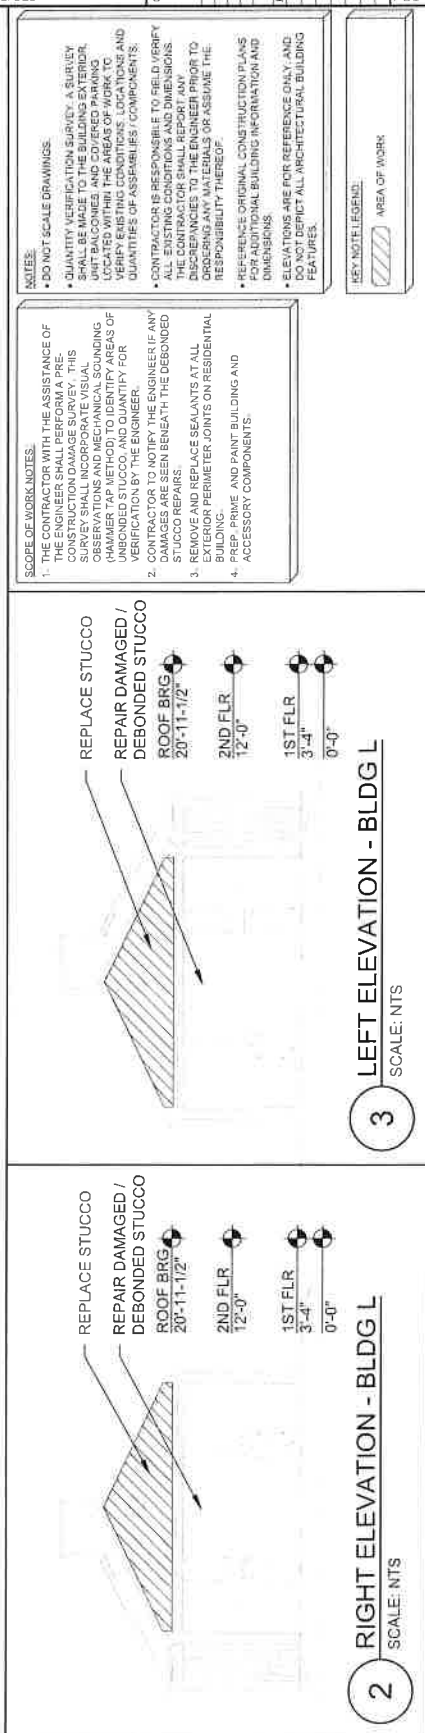 REPLACE STUCCO
REPAIR DAMAGED /
DEBONDED STUCCO
ROOF BRG
20'-11-1/2"
2ND FLR
12'-0"
1ST FLR
3'-4"
0'-0"
2
RIGHT ELEVATION - BLDG L
SCALE: NTS
REPLACE STUCCO
REPAIR DAMAGED /
DEBONDED STUCCO
ROOF BRG
20'-11-1/2"
2ND FLR
12'-0"
1ST FLR
3'-4"
0'-0"
3
LEFT ELEVATION - BLDG L
SCALE: NTS
SCOPE OF WORK NOTES:
1. THE CONTRACTOR WITH THE ASSISTANCE OF
THE ENGINEER SHALL PERFORM A PRE-
CONSTRUCTION DAMAGE SURVEY. THIS
SURVEY SHALL INCORPORATE VISUAL
OBSERVATIONS AND MECHANICAL SOUNDING
(HAMMER TAP METHOD) TO IDENTIFY AREAS OF
UNBONDED STUCCO, AND QUANTIFY FOR
VERIFICATION BY THE ENGINEER.
2. CONTRACTOR TO NOTIFY THE ENGINEER IF ANY
DAMAGES ARE SEEN BENEATH THE DEBONDED
STUCCO REPAIRS.
3. REMOVE AND REPLACE SEALANTS AT ALL
EXTERIOR PERIMETER JOINTS ON RESIDENTIAL
BUILDING.
4. PREP, PRIME, AND PAINT BUILDING AND
ACCESSORY COMPONENTS.
NOTES:
• DO NOT SCALE DRAWINGS.
• QUANTITY VERIFICATION SURVEY. A SURVEY
SHALL BE MADE TO THE BUILDING EXTERIOR,
UNIT BALCONIES, AND COVERED PARKING
LOCATED WITHIN THE AREAS OF WORK TO
VERIFY EXISTING CONDITIONS, LOCATIONS AND
QUANTITIES OF ASSEMBLIES / COMPONENTS.
• CONTRACTOR IS RESPONSIBLE TO FIELD VERIFY
ALL EXISTING CONDITIONS AND DIMENSIONS.
THE CONTRACTOR SHALL REPORT ANY
DISCREPANCIES TO THE ENGINEER PRIOR TO
ORDERING ANY MATERIALS OR ASSUME THE
RESPONSIBILITY THEREOF.
• REFERENCE ORIGINAL CONSTRUCTION PLANS
FOR ADDITIONAL BUILDING INFORMATION AND
DIMENSIONS.
• ELEVATIONS ARE FOR REFERENCE ONLY, AND
DO NOT DEPICT ALL ARCHITECTURAL BUILDING
FEATURES.
KEY NOTE LEGEND:
AREA OF WORK